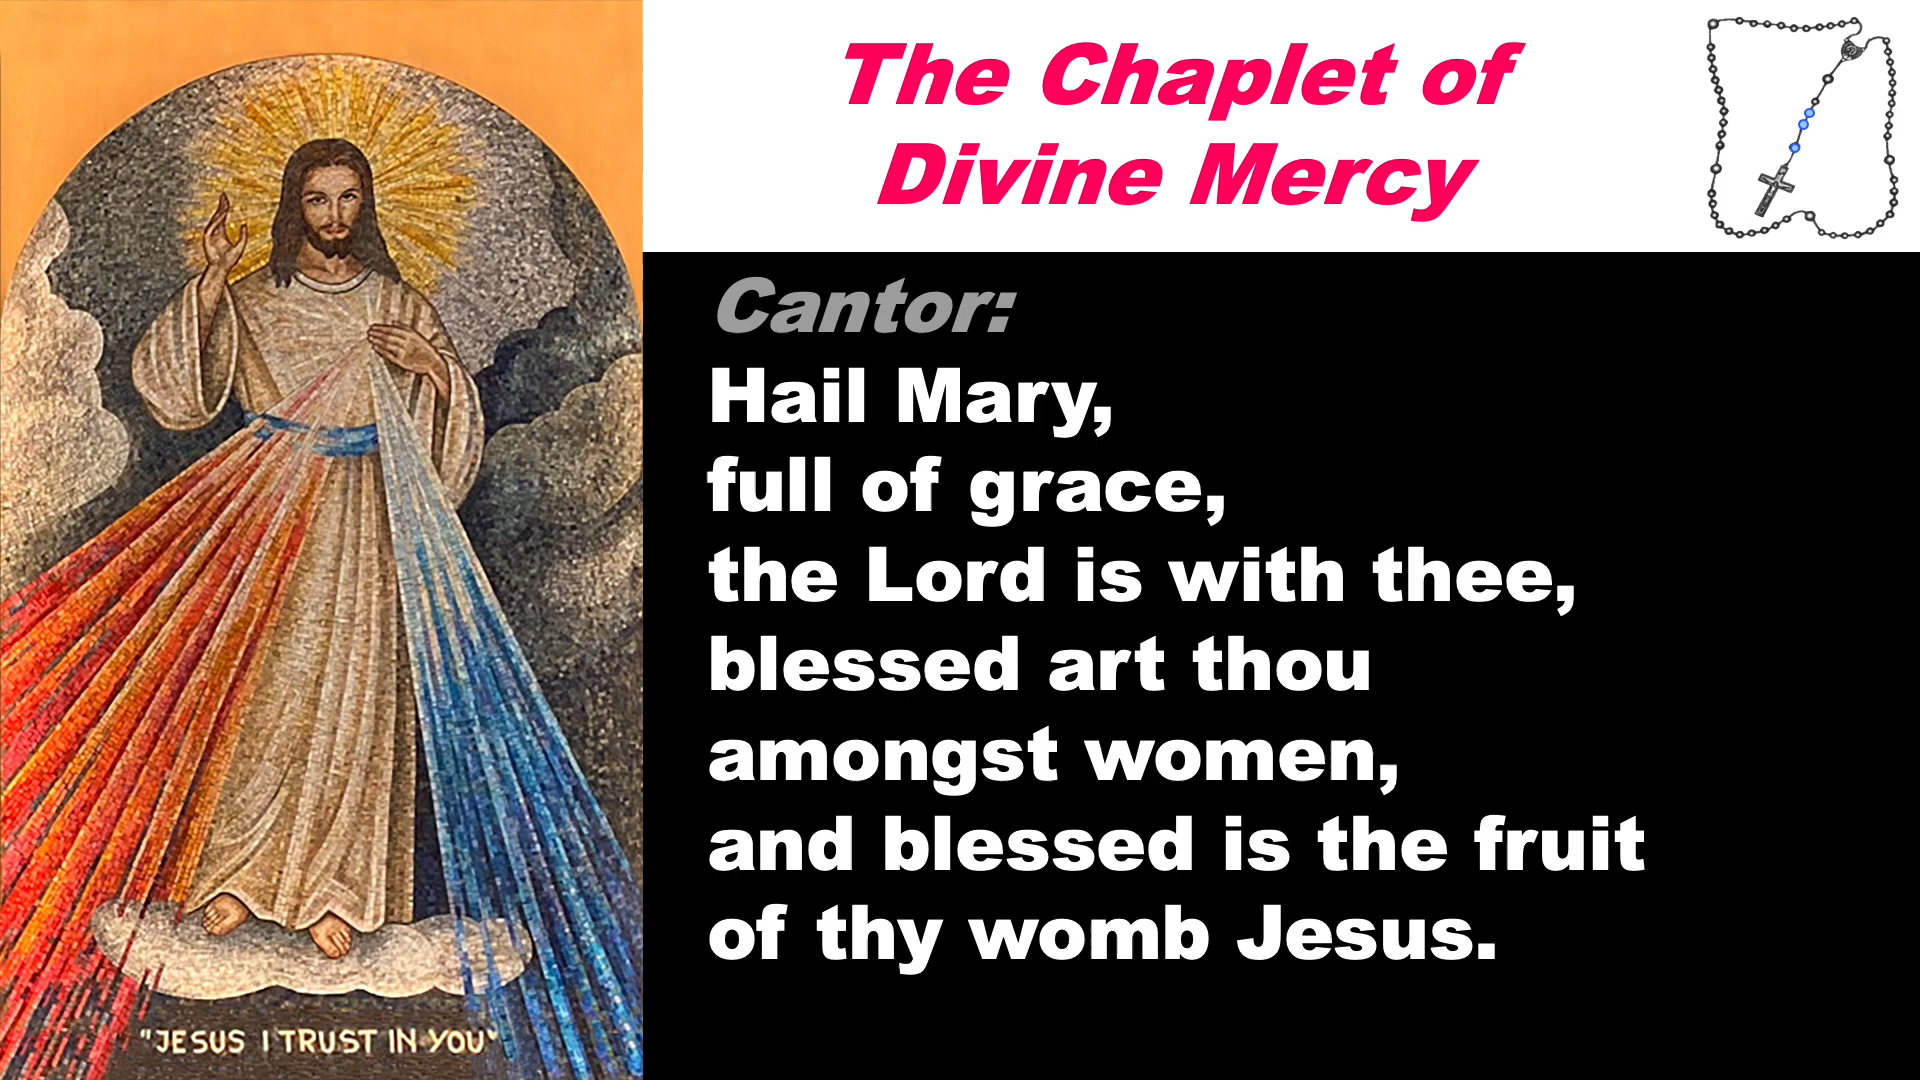 The Chaplet of
Divine Mercy
Cantor:
Hail Mary,
full of grace,
the Lord is with thee,
blessed art thou
amongst women,
and blessed is the fruit
of thy womb Jesus.
"JESUS I TRUST IN YOU"